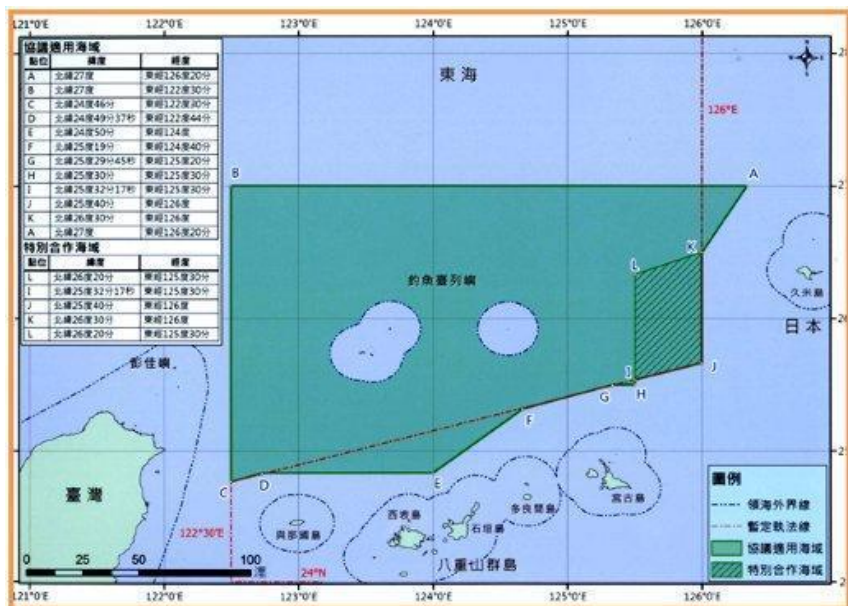 121°0'E 122°0'E 123°0'E 124°0'E 125°0'E 126°0'E
協議適用海域
點位 緯度 經度
A 北緯27度 東經126度20分
B 北緯27度 東經122度30分
C 北緯24度46分 東經122度30分
D 北緯24度49分37秒 東經122度44分
E 北緯24度50分 東經124度
F 北緯25度19分 東經124度40分
G 北緯25度29分45秒 東經125度20分
H 北緯25度30分 東經125度30分
I 北緯25度32分17秒 東經125度30分
J 北緯25度40分 東經126度
K 北緯26度30分 東經126度
A 北緯27度 東經126度20分
特別合作海域
點位 緯度 經度
L 北緯26度20分 東經125度30分
I 北緯25度32分17秒 東經125度30分
J 北緯25度40分 東經126度
K 北緯26度30分 東經126度
L 北緯26度20分 東經125度30分
東海
N
126°E
B
A
K
L
釣魚臺列嶼
久米島
日本
彭佳嶼
J
I
G H
F
C D E
臺灣
122°30'E
與那國島
西表島
石垣島
多良間島
宮古島
八重山群島
24°N
0 25 50 100
浬
圖例
領海外界線
暫定執法線
協議適用海域
特別合作海域
121°0'E 122°0'E 123°0'E 124°0'E 125°0'E 126°0'E